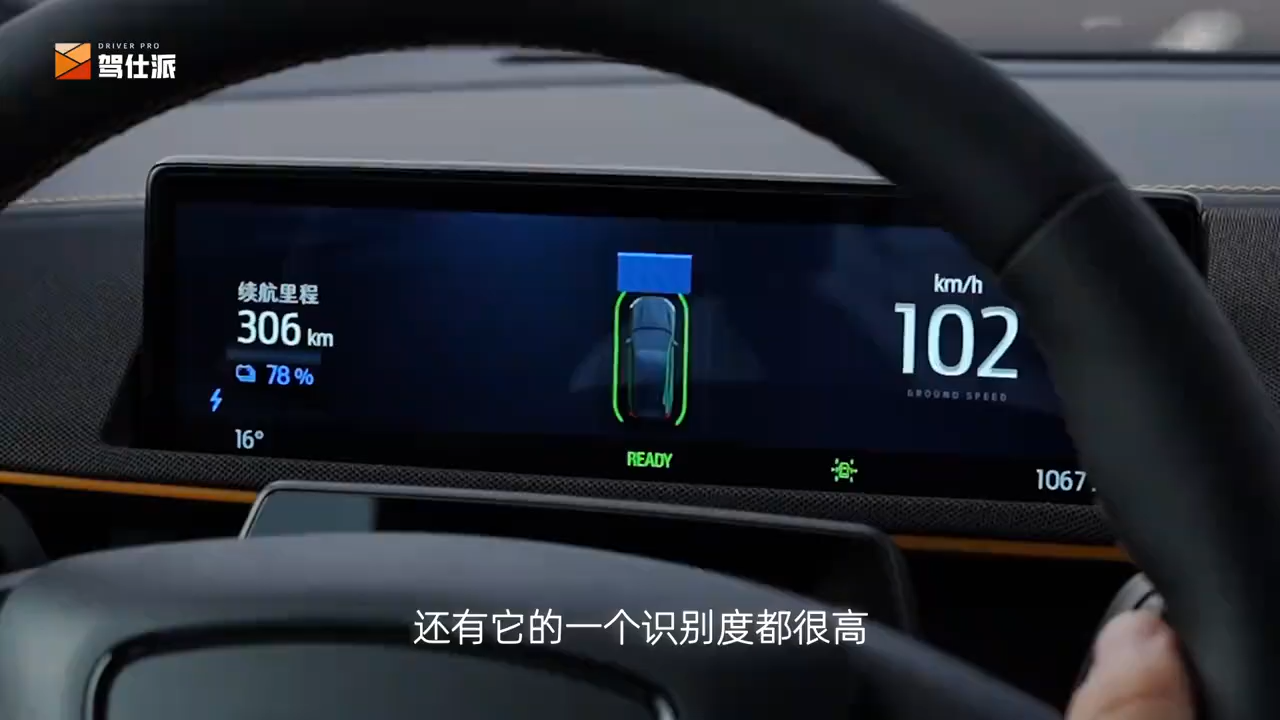 DRIVER PRO
驾仕派
续航里程
306 km
78 %
16°
READY
km/h
102
GROUND SPEED
1067.
还有它的一个识别度都很高